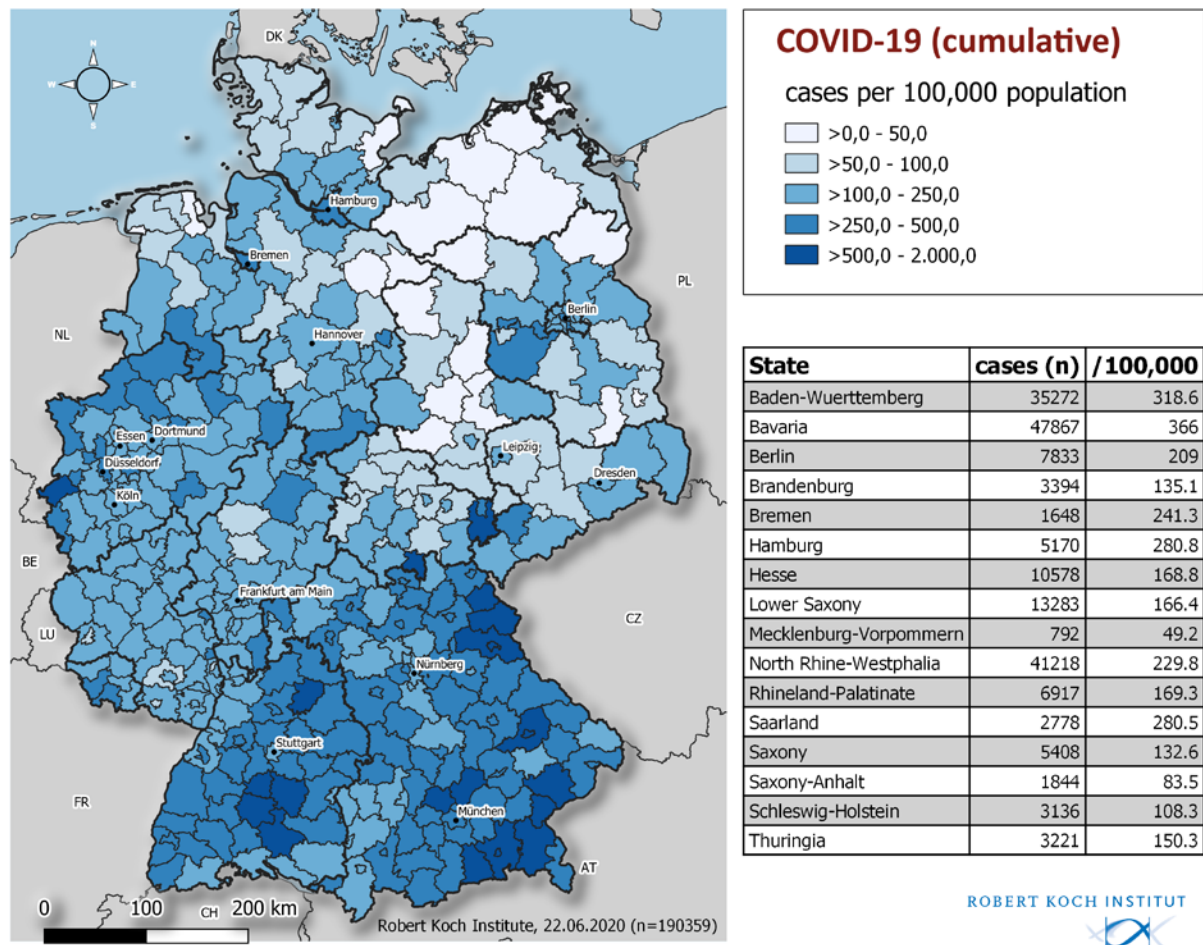 DK
N
W E
S
PL
NL
BE
LU
FR
CH
AT
CZ
Hamburg
Bremen
Berlin
Hannover
Essen
Dortmund
Düsseldorf
Köln
Leipzig
Dresden
Frankfurt am Main
Nürnberg
Stuttgart
München
0 100 200 km
Robert Koch Institute, 22.06.2020 (n=190359)
COVID-19 (cumulative)
cases per 100,000 population
>0,0 - 50,0
>50,0 - 100,0
>100,0 - 250,0
>250,0 - 500,0
>500,0 - 2.000,0
State cases (n) /100,000
Baden-Wuerttemberg 35272 318.6
Bavaria 47867 366
Berlin 7833 209
Brandenburg 3394 135.1
Bremen 1648 241.3
Hamburg 5170 280.8
Hesse 10578 168.8
Lower Saxony 13283 166.4
Mecklenburg-Vorpommern 792 49.2
North Rhine-Westphalia 41218 229.8
Rhineland-Palatinate 6917 169.3
Saarland 2778 280.5
Saxony 5408 132.6
Saxony-Anhalt 1844 83.5
Schleswig-Holstein 3136 108.3
Thuringia 3221 150.3
ROBERT KOCH INSTITUT